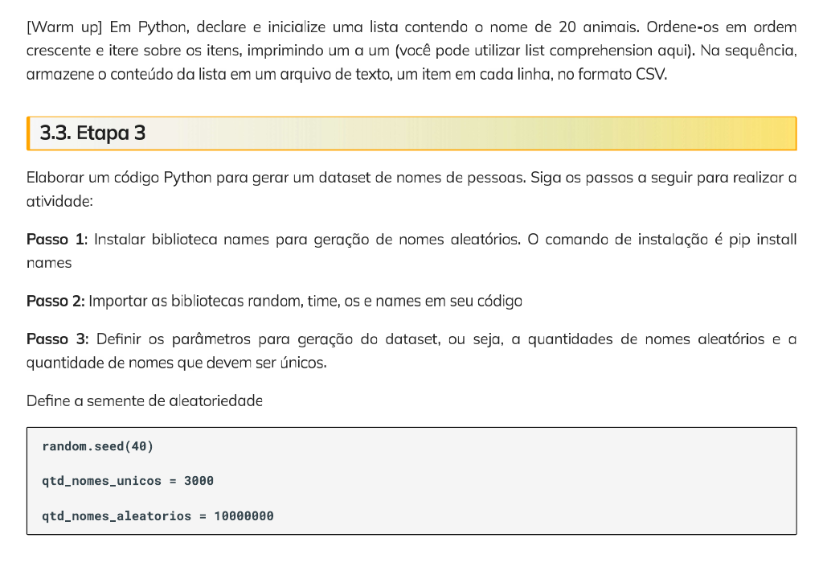 [Warm up] Em Python, declare e inicialize uma lista contendo o nome de 20 animais. Ordene-os em ordem
crescente e itere sobre os itens, imprimindo um a um (você pode utilizar list comprehension aqui). Na sequência,
armazene o conteúdo da lista em um arquivo de texto, um item em cada linha, no formato CSV.
3.3. Etapa 3
Elaborar um código Python para gerar um dataset de nomes de pessoas. Siga os passos a seguir para realizar a
atividade:
Passo 1: Instalar biblioteca names para geração de nomes aleatórios. O comando de instalação é pip install
names
Passo 2: Importar as bibliotecas random, time, os e names em seu código
Passo 3: Definir os parâmetros para geração do dataset, ou seja, a quantidades de nomes aleatórios e a
quantidade de nomes que devem ser únicos.
Define a semente de aleatoriedade
random.seed(40)
qtd_nomes_unicos = 3000
qtd_nomes_aleatorios = 10000000